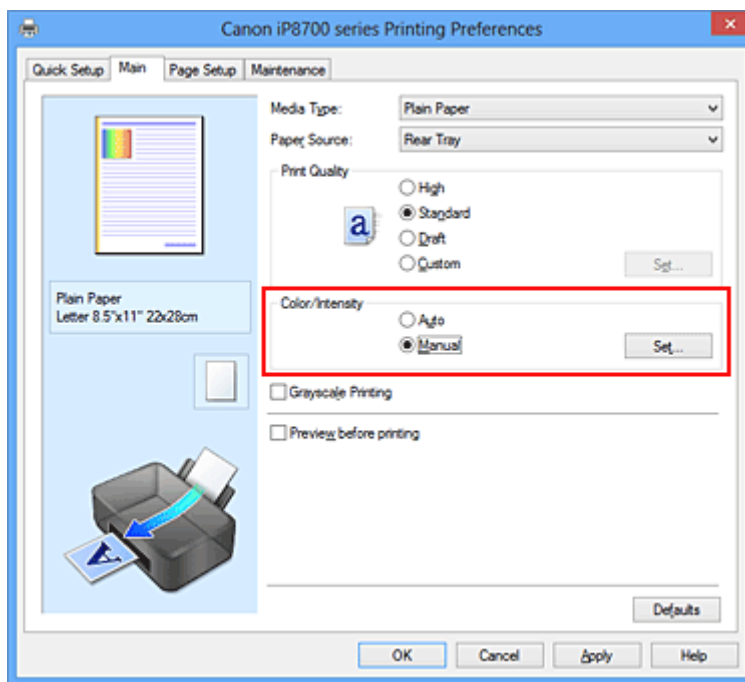 Canon iP8700 series Printing Preferences
Quick Setup Main Page Setup Maintenance
Media Type: Plain Paper
Paper Source: Rear Tray
Print Quality
High
a Standard
Draft
Custom Set...
Plain Paper
Letter 8.5"x11" 22x28cm
Color/Intensity
Auto
Manual Set...
Grayscale Printing
Preview before printing
A
Defaults
OK Cancel Apply Help